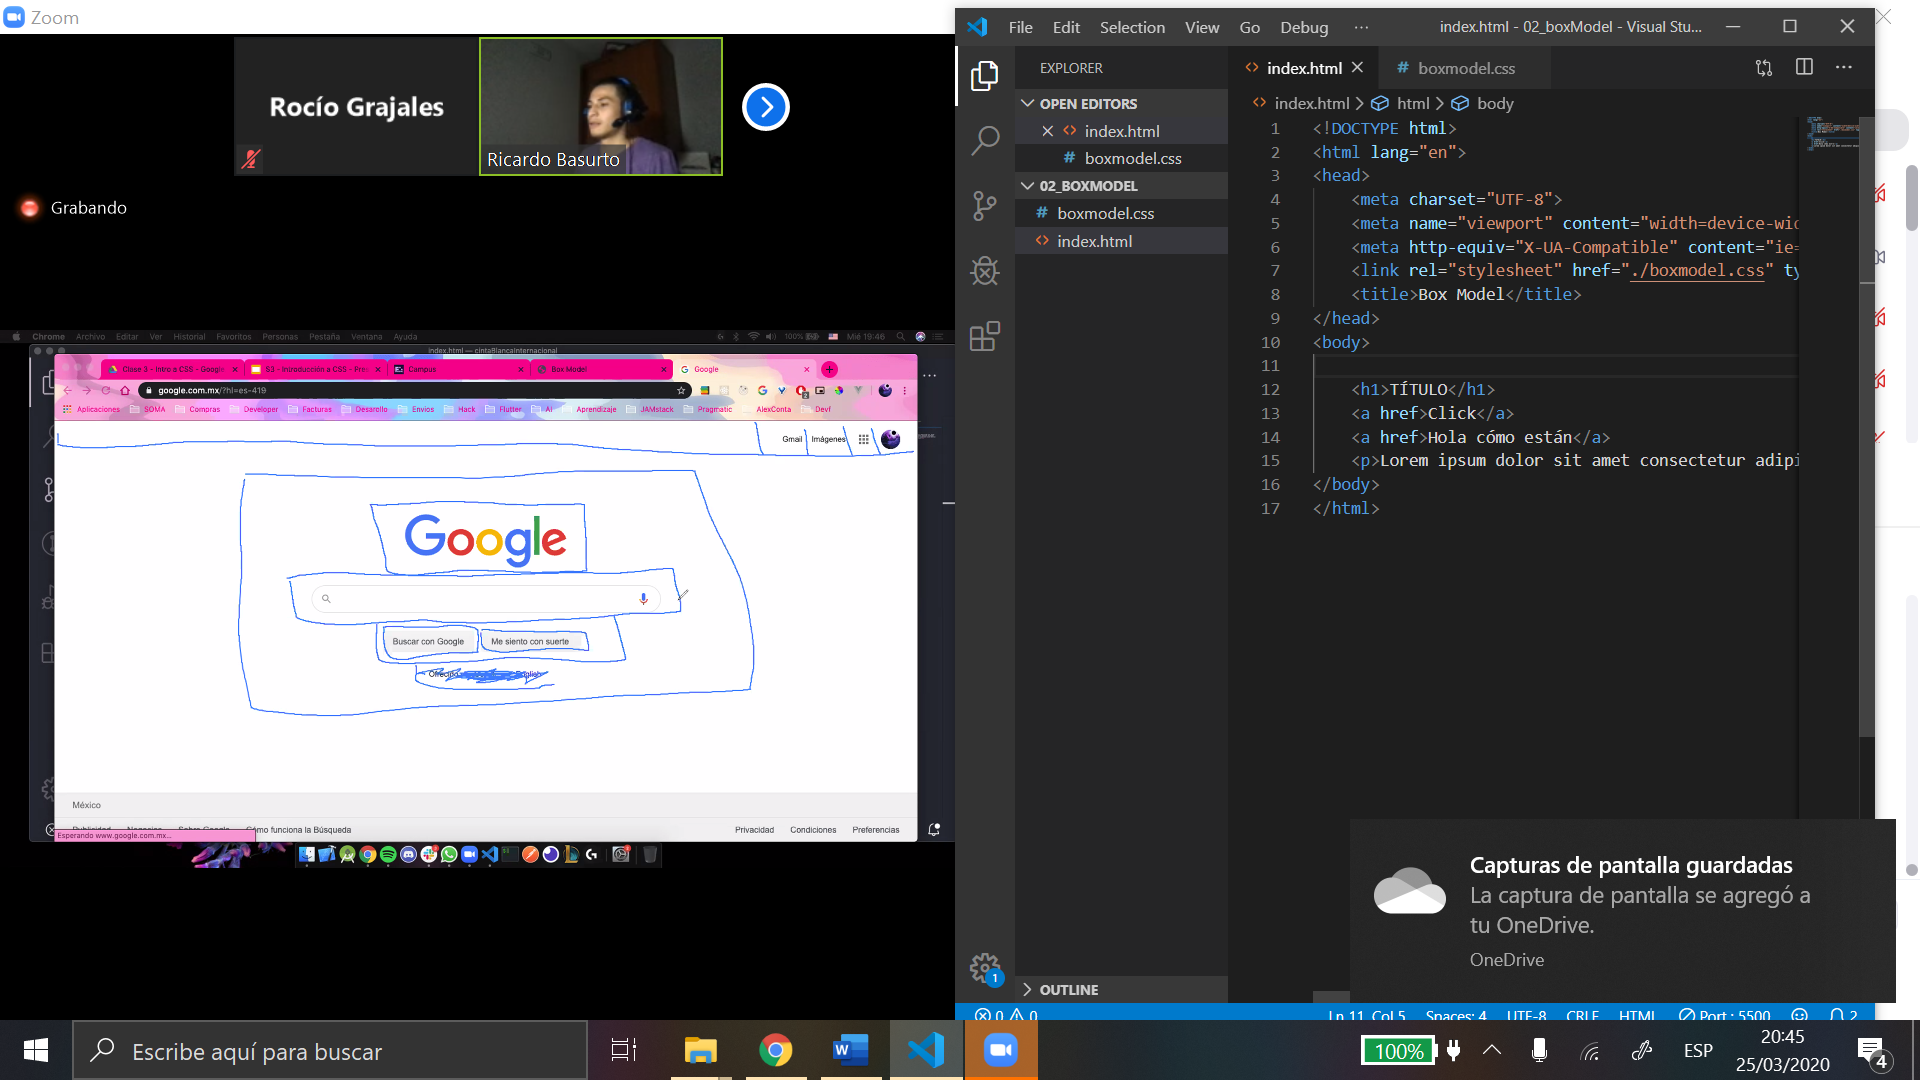 Zoom
Rocío Grajales
Ricardo Basurto
Grabando
Chrome Archivo Editar Ver Historial Favoritos Personas Pestaña Ventana Ayuda
100% Mié 19:46
index.html — cintaBlancaInternacional
Clase 3 - Intro a CSS - Google
S3 - Introducción a CSS - Pre
Campus
Box Model
Google
google.com.mx/?hl=es-419
Aplicaciones SOMA Compras Developer Facturas Desarrollo Envíos Hack Flutter AI Aprendizaje JAMstack Pragmatic AlexConta Devf
Gmail Imágenes
Google
Buscar con Google Me siento con suerte
México
Cómo funciona la Búsqueda Privacidad Condiciones Preferencias
Esperando www.google.com.mx...
File Edit Selection View Go Debug ···
index.html - 02_boxModel - Visual Stu...
EXPLORER
index.html
# boxmodel.css
OPEN EDITORS
index.html
# boxmodel.css
02_BOXMODEL
# boxmodel.css
index.html
OUTLINE
index.html > html > body
1 <!DOCTYPE html>
2 <html lang="en">
3 <head>
4 <meta charset="UTF-8">
5 <meta name="viewport" content="width=device-wid
6 <meta http-equiv="X-UA-Compatible" content="ie=
7 <link rel="stylesheet" href="./boxmodel.css" ty
8 <title>Box Model</title>
9 </head>
10 <body>
11
12 <h1>TÍTULO</h1>
13 <a href>Click</a>
14 <a href>Hola cómo están</a>
15 <p>Lorem ipsum dolor sit amet consectetur adipi
16 </body>
17 </html>
Capturas de pantalla guardadas
La captura de pantalla se agregó a
tu OneDrive.
OneDrive
1
0 0 Ln 11, Col 5 Spaces: 4 UTF-8 CRLF HTML Port : 5500 2
Escribe aquí para buscar
100%
ESP
20:45
25/03/2020
4